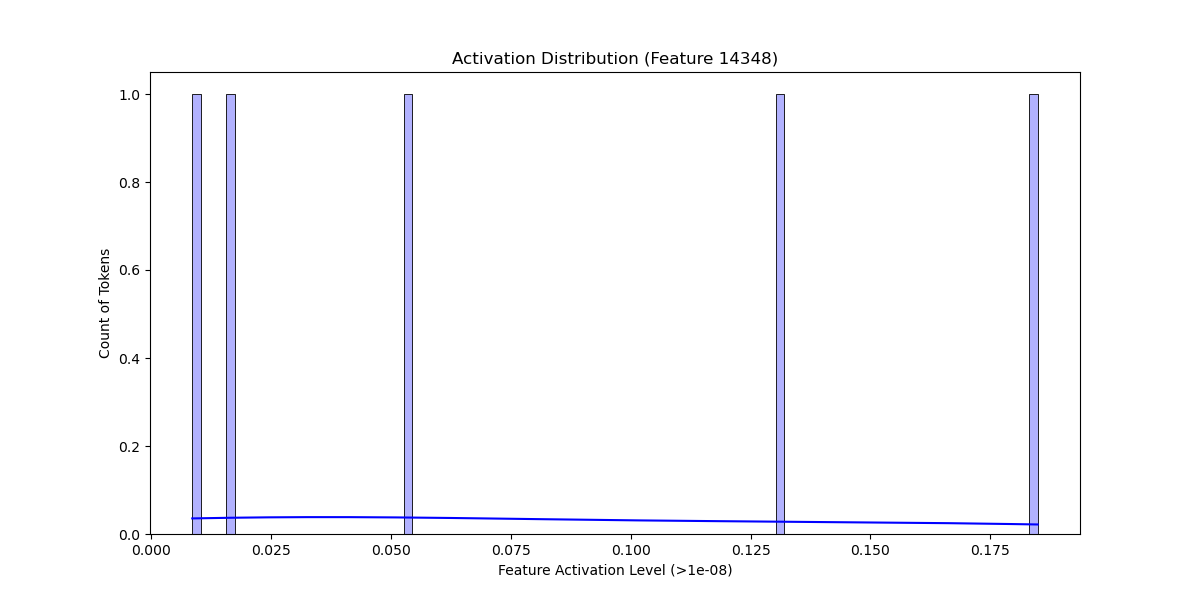 Activation Distribution (Feature 14348)
1.0
0.8
0.6
0.4
0.2
0.0
Count of Tokens
0.000 0.025 0.050 0.075 0.100 0.125 0.150 0.175
Feature Activation Level (>1e-08)